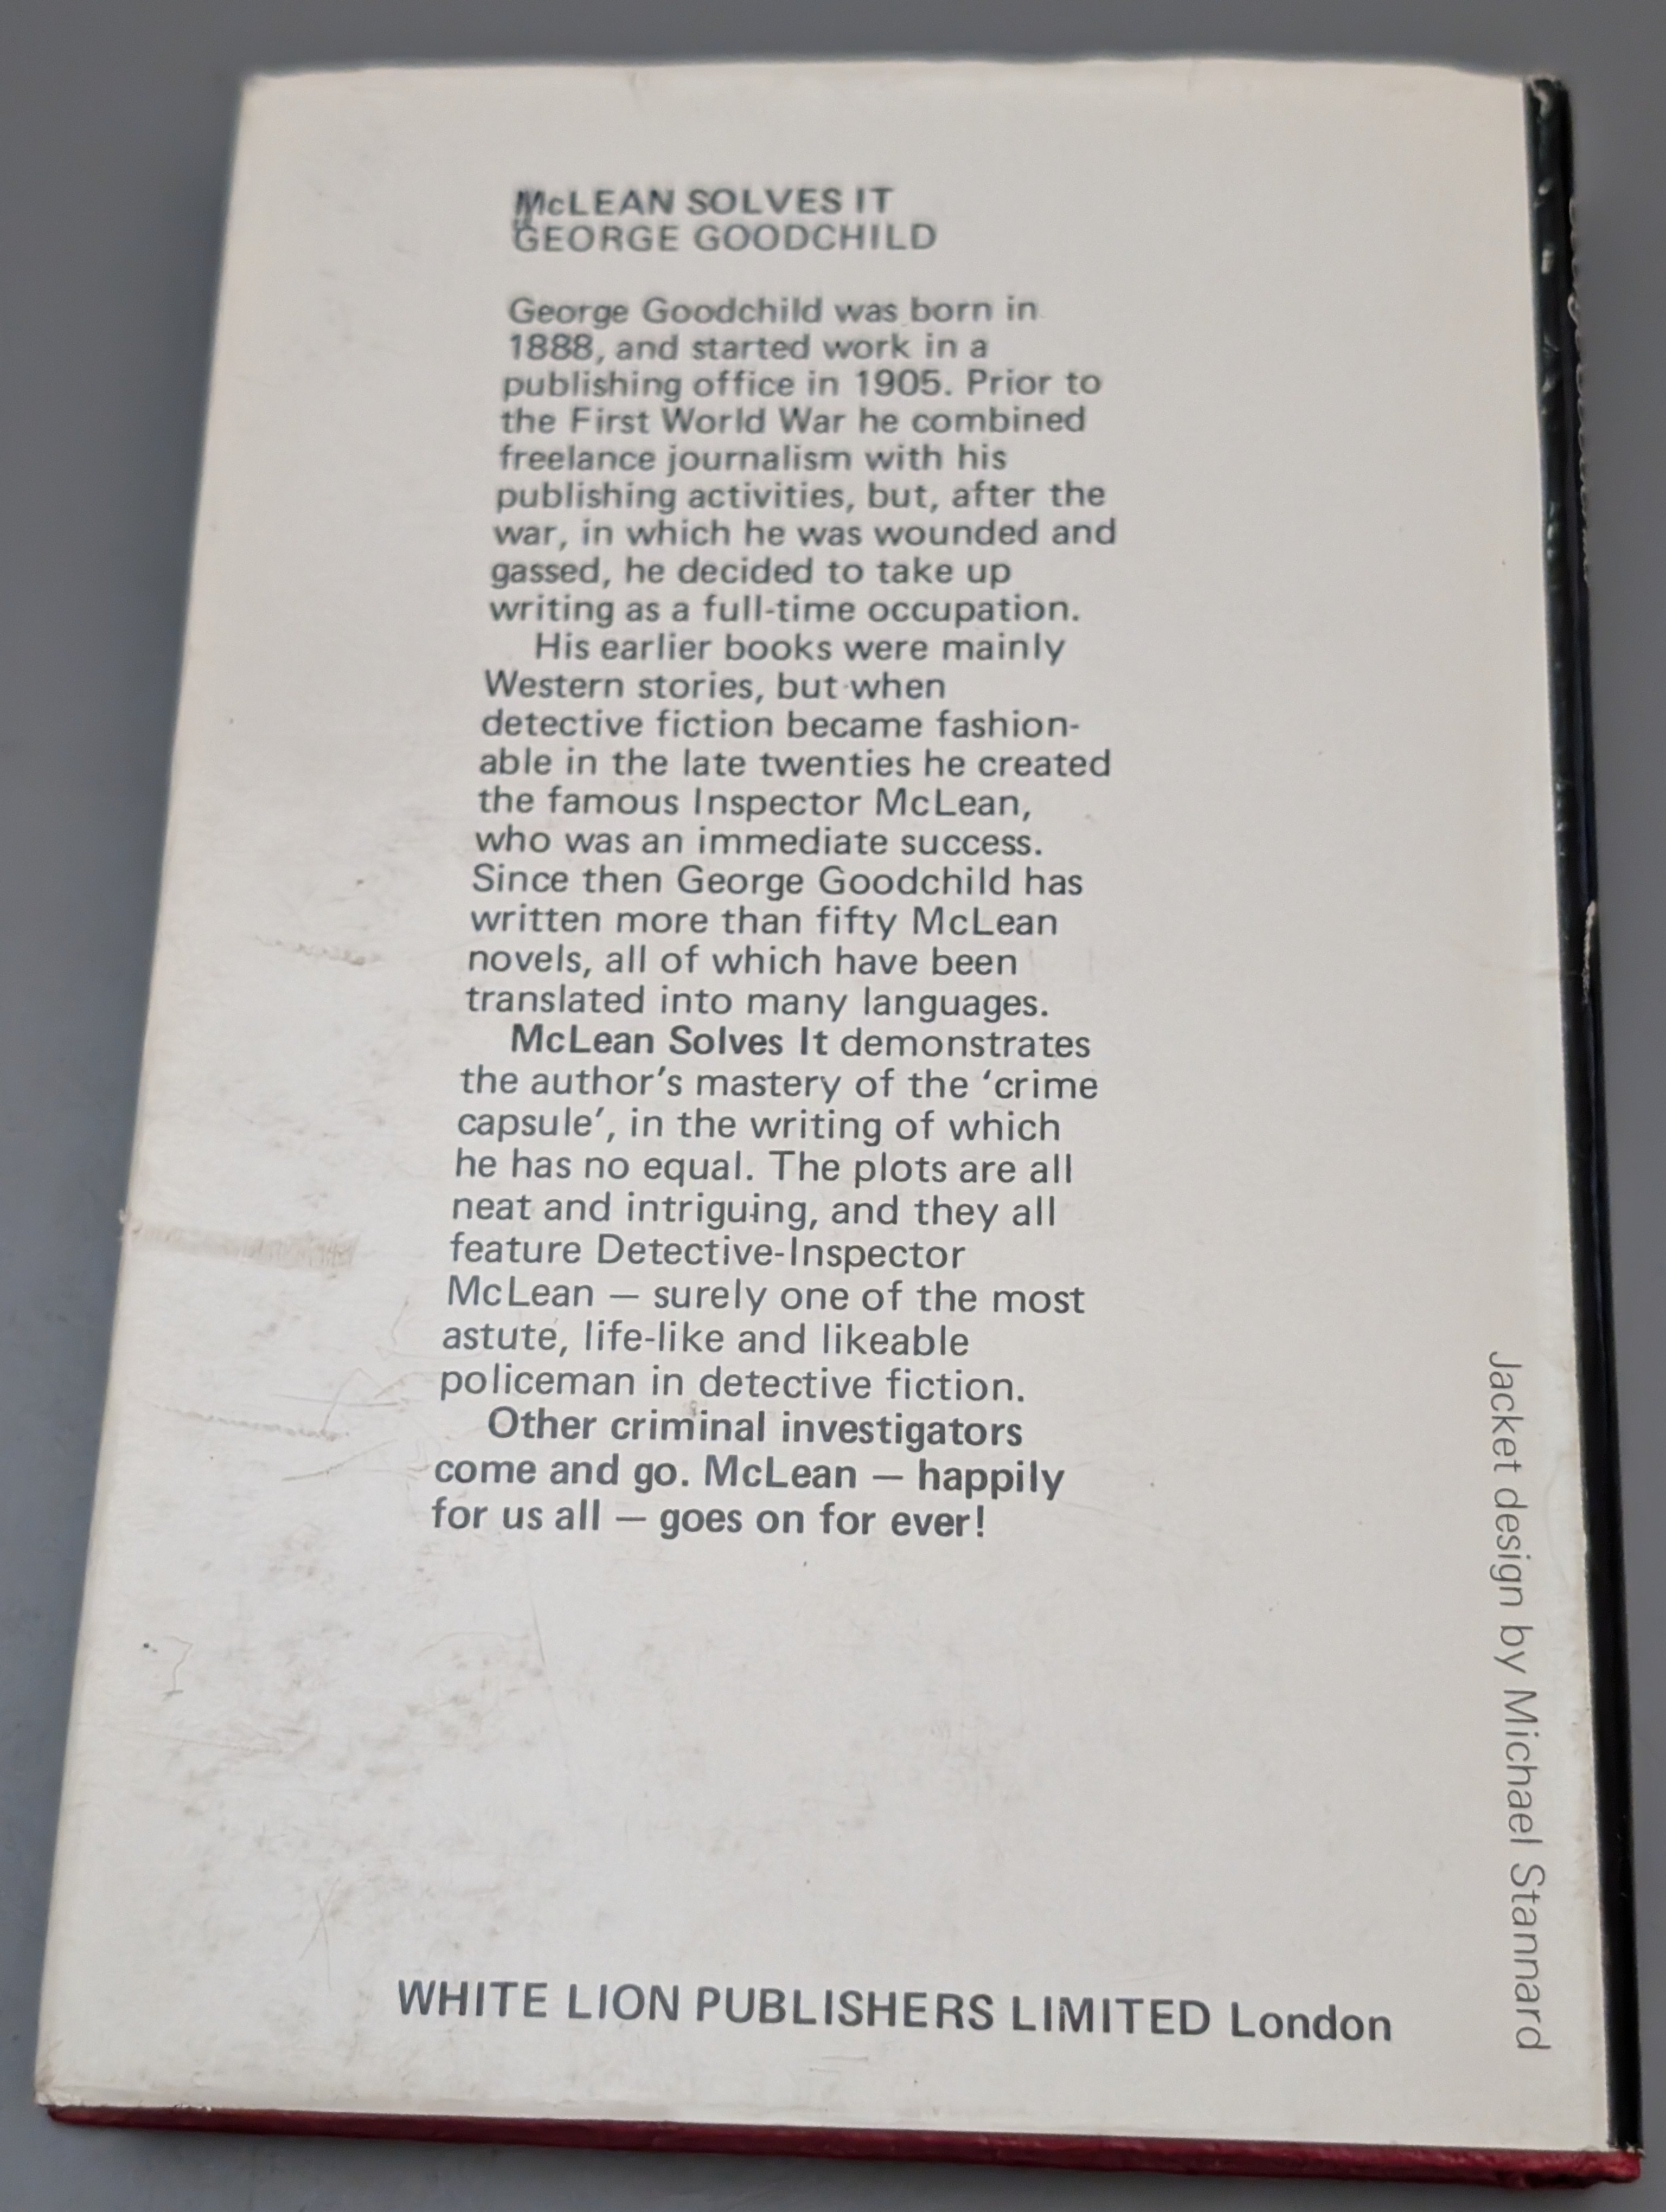 McLEAN SOLVES IT
GEORGE GOODCHILD
George Goodchild was born in
1888, and started work in a
publishing office in 1905. Prior to
the First World War he combined
freelance journalism with his
publishing activities, but, after the
war, in which he was wounded and
gassed, he decided to take up
writing as a full-time occupation.
His earlier books were mainly
Western stories, but when
detective fiction became fashion-
able in the late twenties he created
the famous Inspector McLean,
who was an immediate success.
Since then George Goodchild has
written more than fifty McLean
novels, all of which have been
translated into many languages.
McLean Solves It demonstrates
the author's mastery of the ‘crime
capsule’, in the writing of which
he has no equal. The plots are all
neat and intriguing, and they all
feature Detective-Inspector
McLean — surely one of the most
astute, life-like and likeable
policeman in detective fiction.
Other criminal investigators
come and go. McLean — happily
for us all — goes on for ever!
WHITE LION PUBLISHERS LIMITED London
Jacket design by Michael Stannard